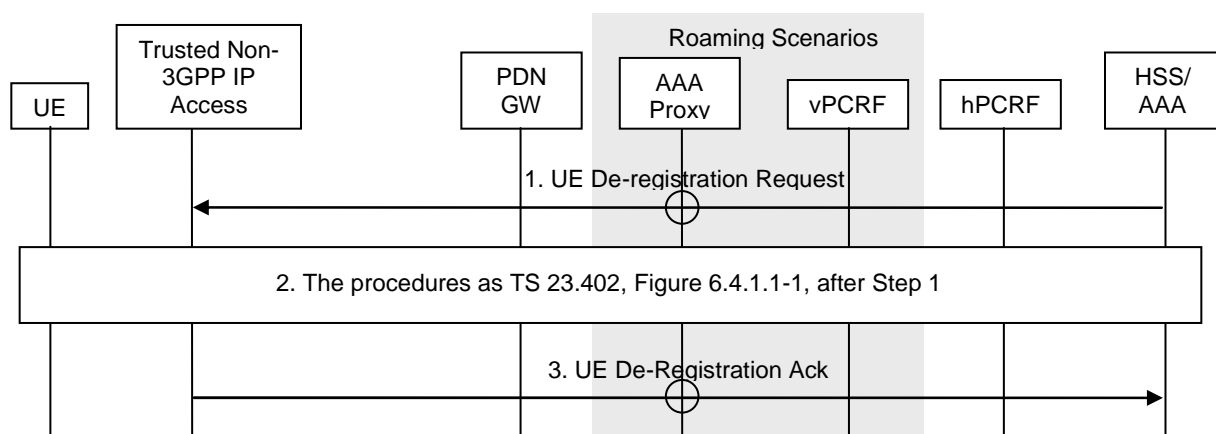 Roaming Scenarios
UE
Trusted Non-
3GPP IP
Access
PDN
GW
AAA
Proxy
vPCRF
hPCRF
HSS/
AAA
1. UE De-registration Request
2. The procedures as TS 23.402, Figure 6.4.1.1-1, after Step 1
3. UE De-Registration Ack